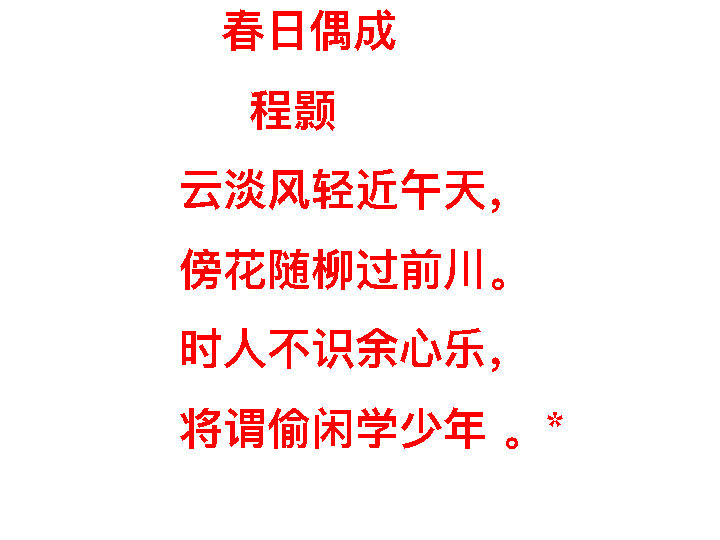 春日偶成
程颢
云淡风轻近午天，
傍花随柳过前川。
时人不识余心乐，
将谓偷闲学少年 。*